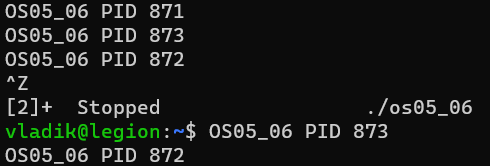 OS05_06 PID 871
OS05_06 PID 873
OS05_06 PID 872
^Z
[2]+  Stopped                 ./os05_06
vladik@legion:~$ OS05_06 PID 873
OS05_06 PID 872